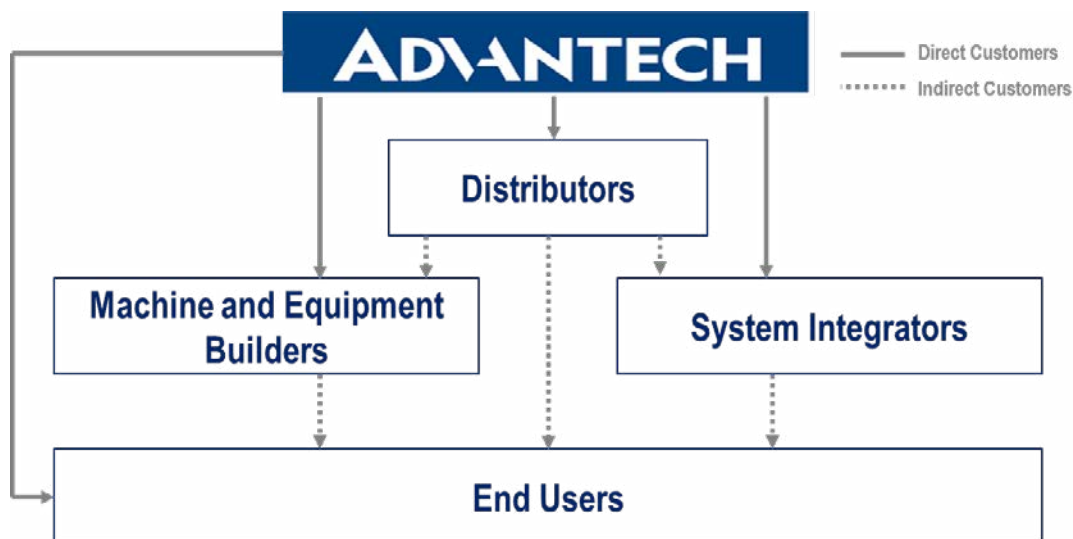 ADVANTECH
Direct Customers
Indirect Customers
Distributors
Machine and Equipment
Builders
System Integrators
End Users